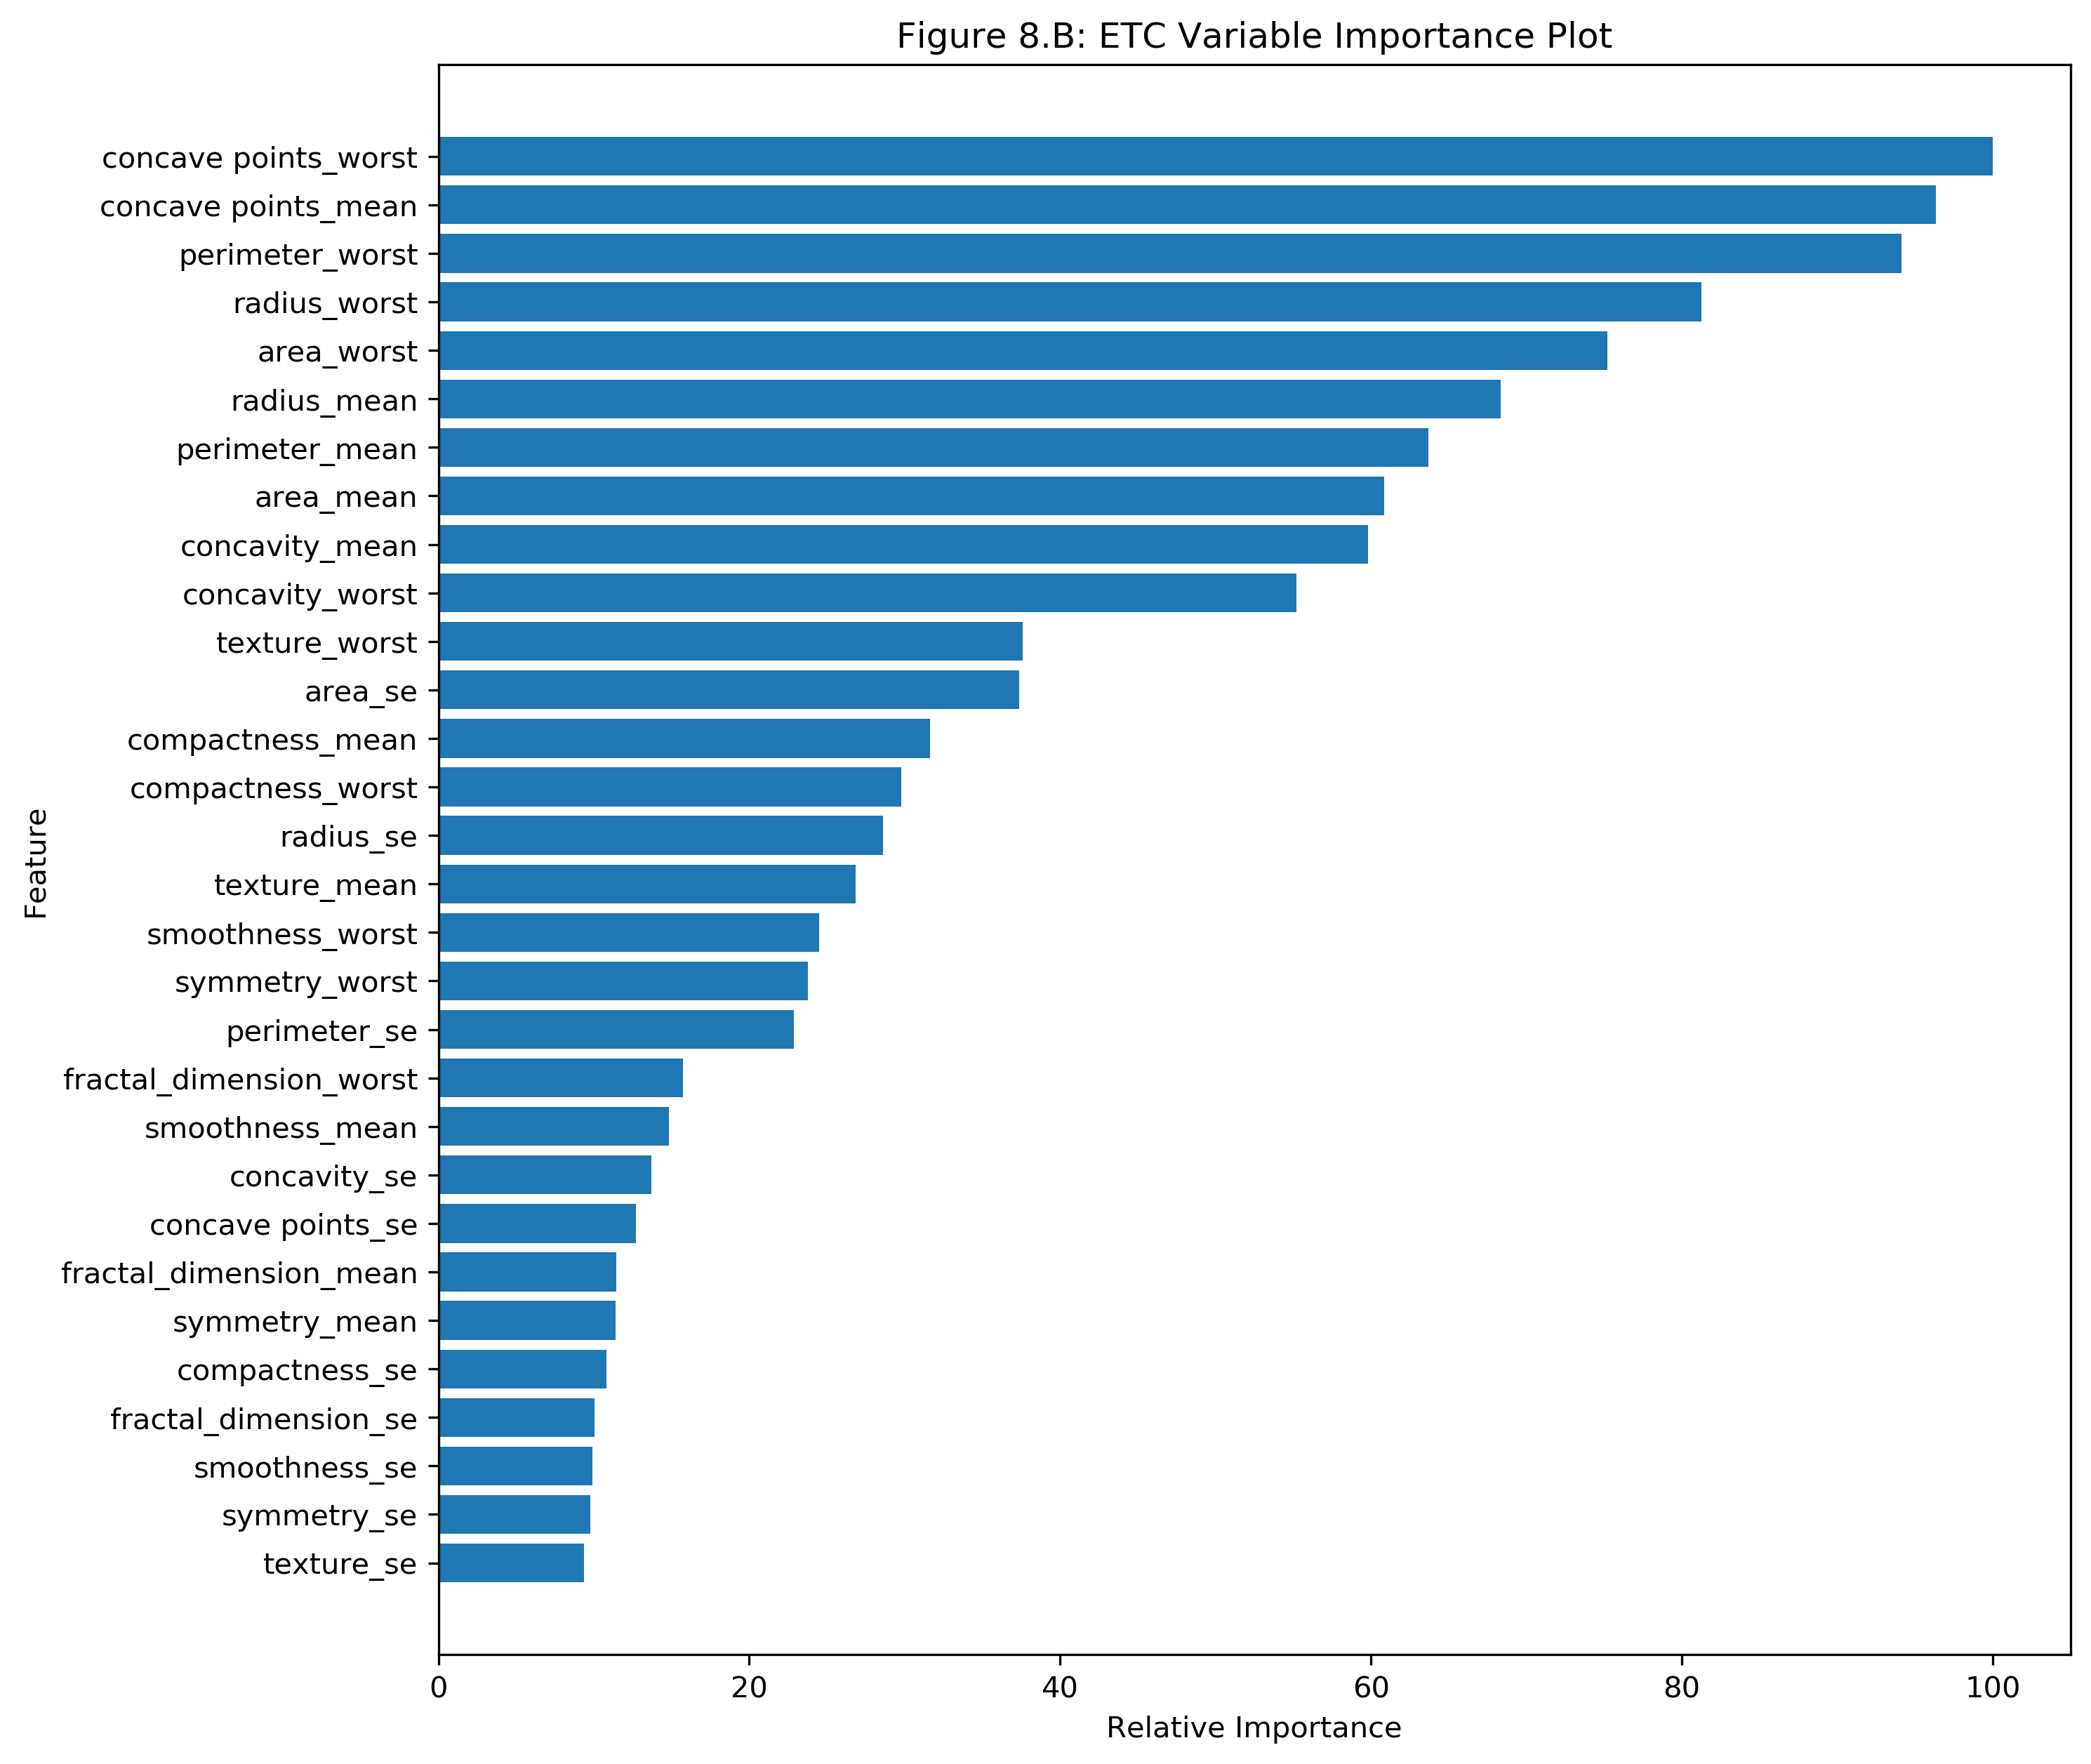 Figure 8.B: ETC Variable Importance Plot
concave points_worst
concave points_mean
perimeter_worst
radius_worst
area_worst
radius_mean
perimeter_mean
area_mean
concavity_mean
concavity_worst
texture_worst
area_se
compactness_mean
compactness_worst
radius_se
texture_mean
smoothness_worst
symmetry_worst
perimeter_se
fractal_dimension_worst
smoothness_mean
concavity_se
concave points_se
fractal_dimension_mean
symmetry_mean
compactness_se
fractal_dimension_se
smoothness_se
symmetry_se
texture_se
Feature
0 20 40 60 80 100
Relative Importance